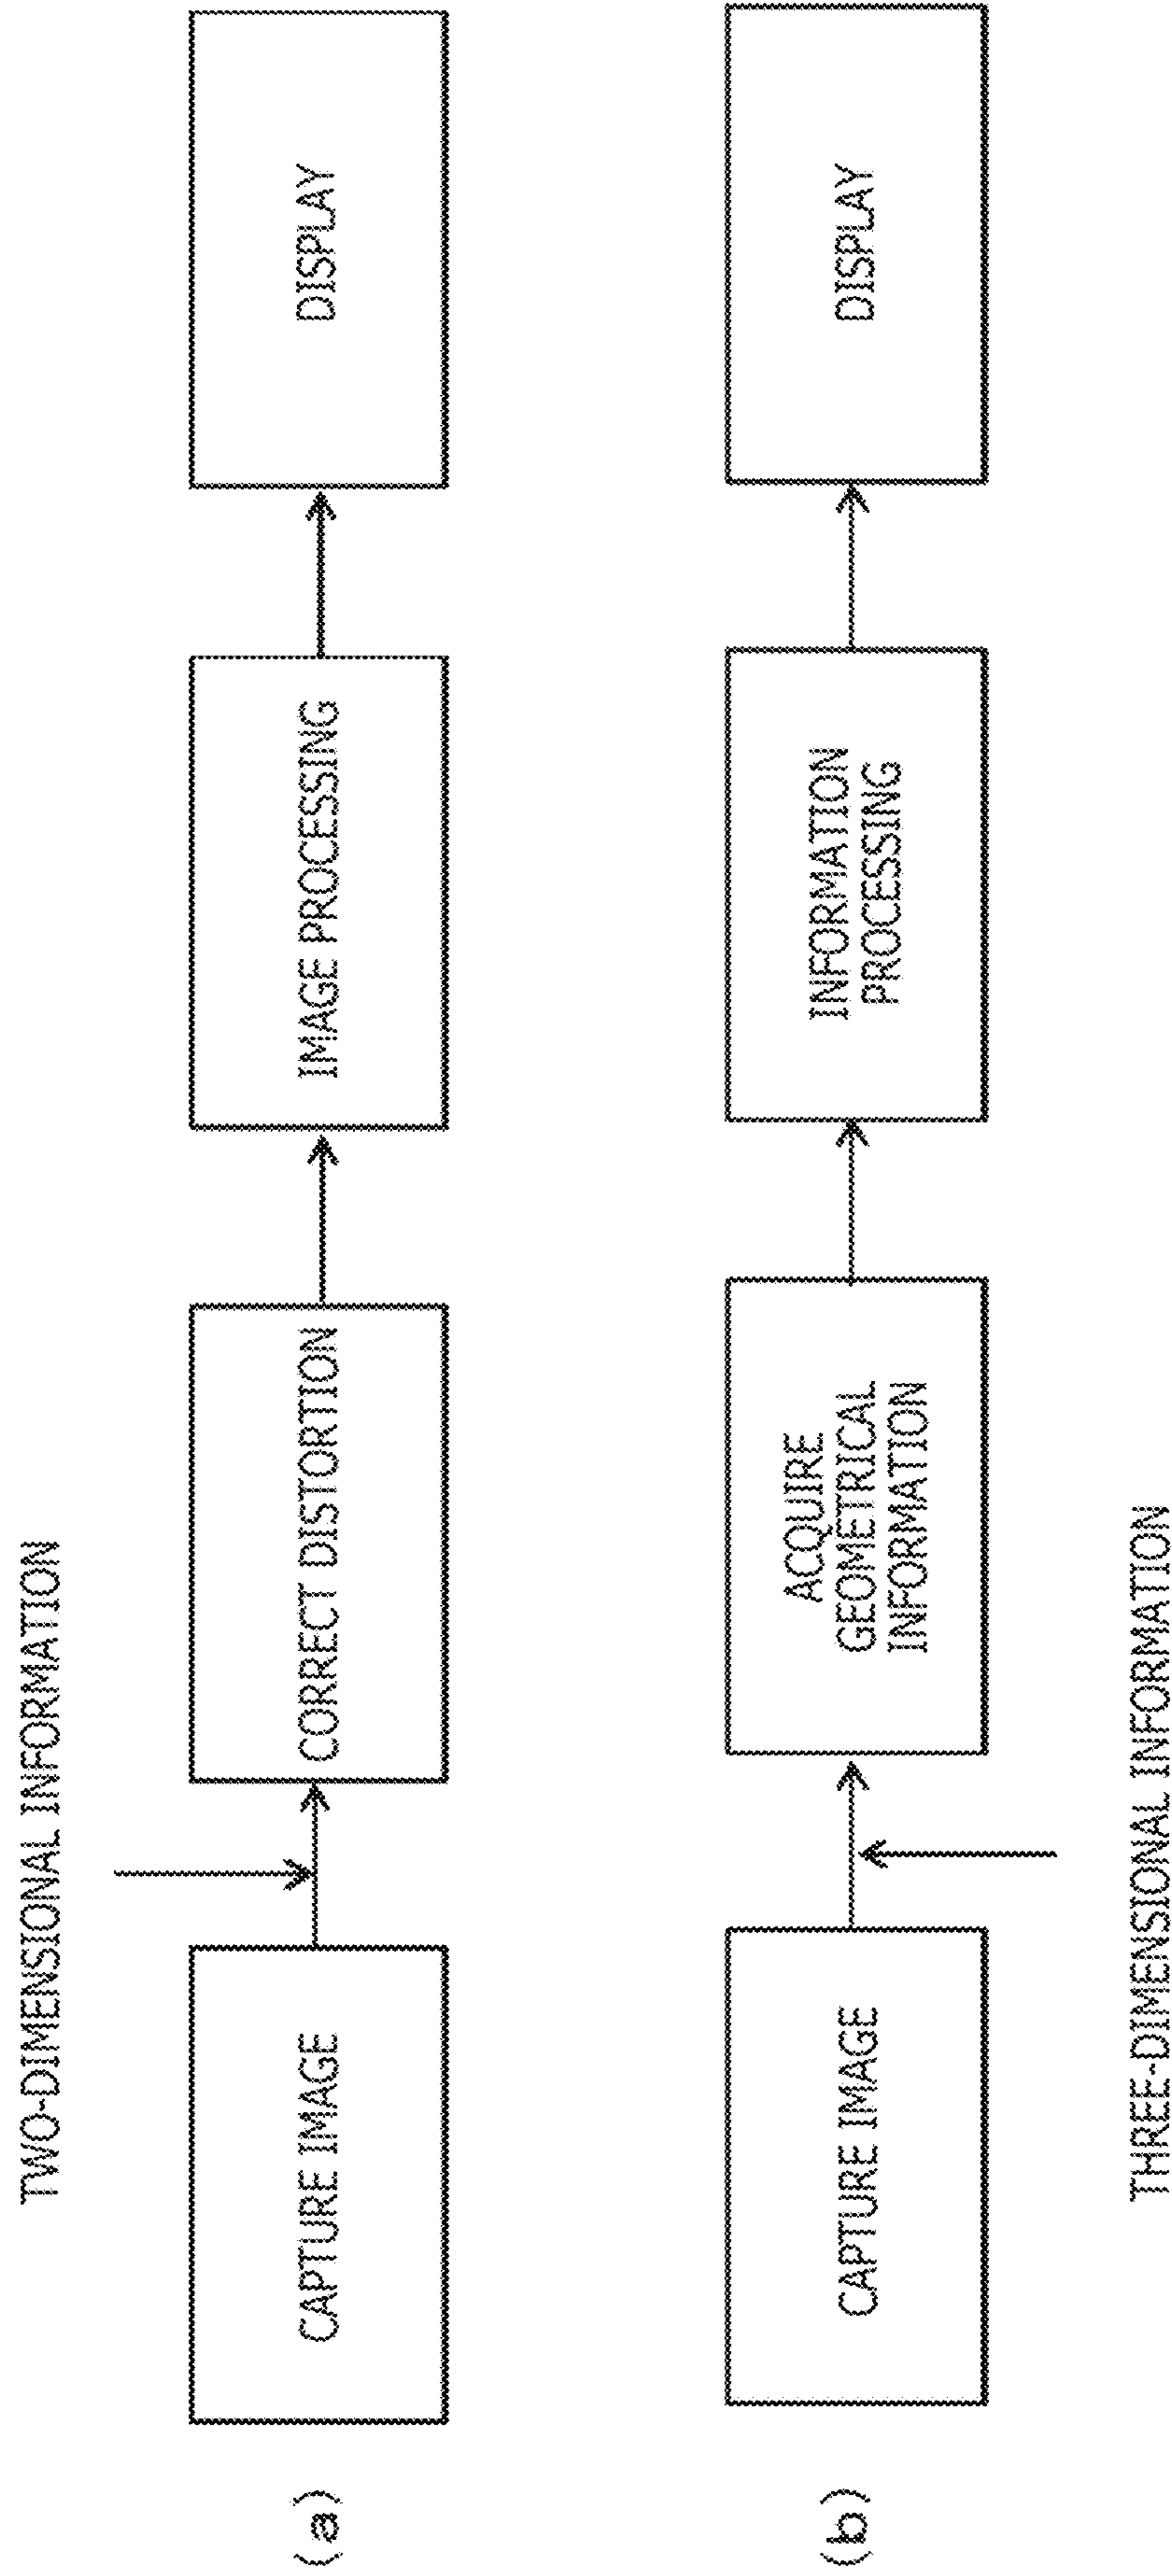 TWO-DIMENSIONAL INFORMATION
(a)
CAPTURE IMAGE
CORRECT DISTORTION
IMAGE PROCESSING
DISPLAY
(b)
CAPTURE IMAGE
ACQUIRE
GEOMETRICAL
INFORMATION
INFORMATION
PROCESSING
DISPLAY
THREE-DIMENSIONAL INFORMATION